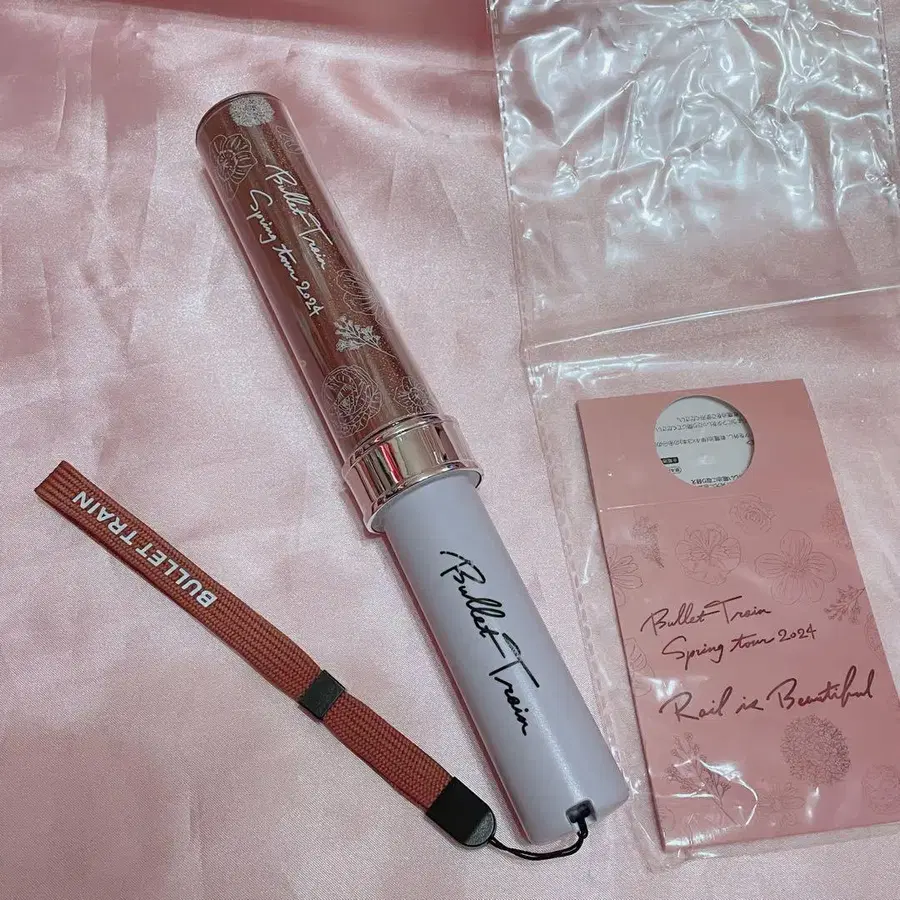 Bullet Train
Spring tour 2024
Bullet Train
BULLET TRAIN
Bullet Train
Spring tour 2024
Rail is Beautiful